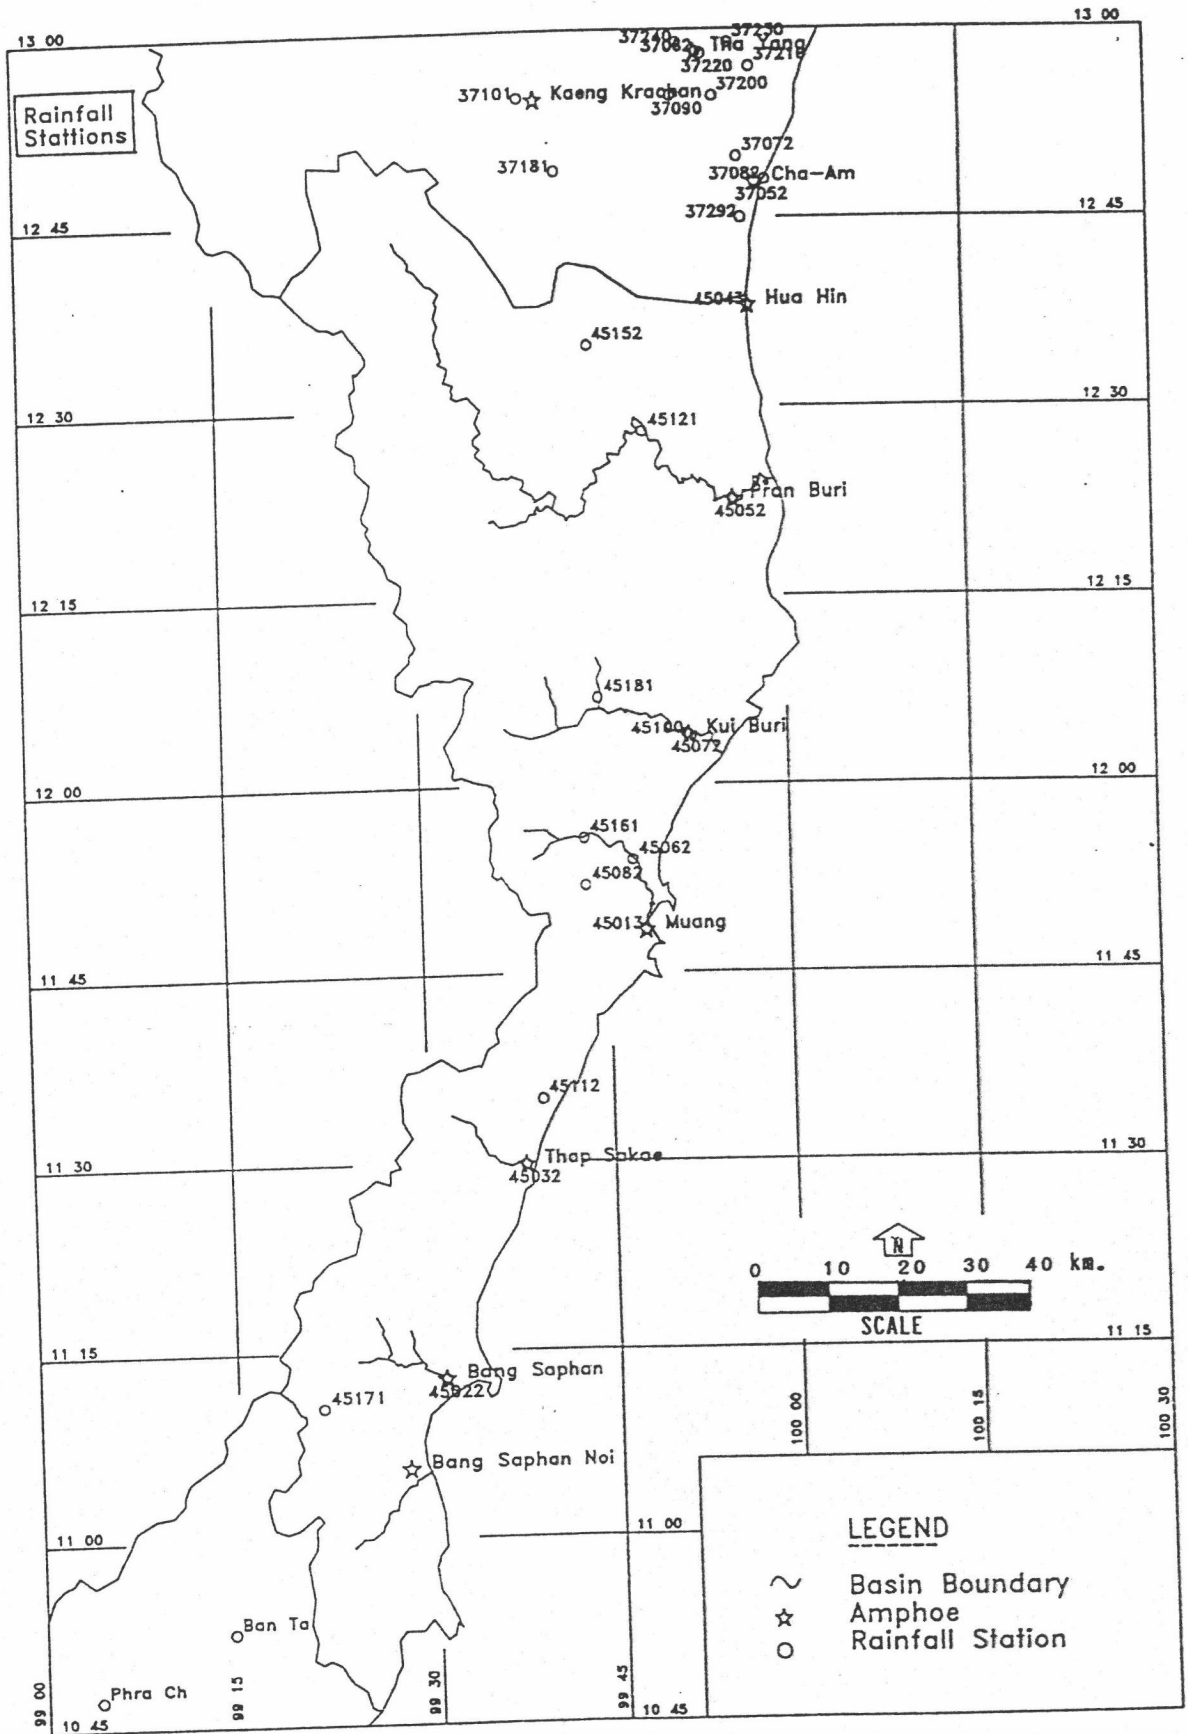 13 00
13 00
Rainfall
Stattions
37240
37230
37062
Tha Yang
37210
37220
37101
Kaeng Krachan
37200
37090
37072
37181
37082
Cha-Am
37052
37292
12 45
12 45
45043
Hua Hin
45152
12 30
12 30
45121
Pran Buri
45052
12 15
12 15
45181
45100
Kui Buri
45072
12 00
12 00
45161
45062
45082
45013
Muang
11 45
11 45
45112
Thap Sakae
45032
11 30
11 30
N
0 10 20 30 40 km.
SCALE
11 15
11 15
Bang Saphan
45022
45171
100 00
100 15
100 30
Bang Saphan Noi
11 00
11 00
LEGEND
Basin Boundary
Amphoe
Rainfall Station
Ban Ta
Phra Ch
99 00
99 15
99 30
99 45
10 45
10 45